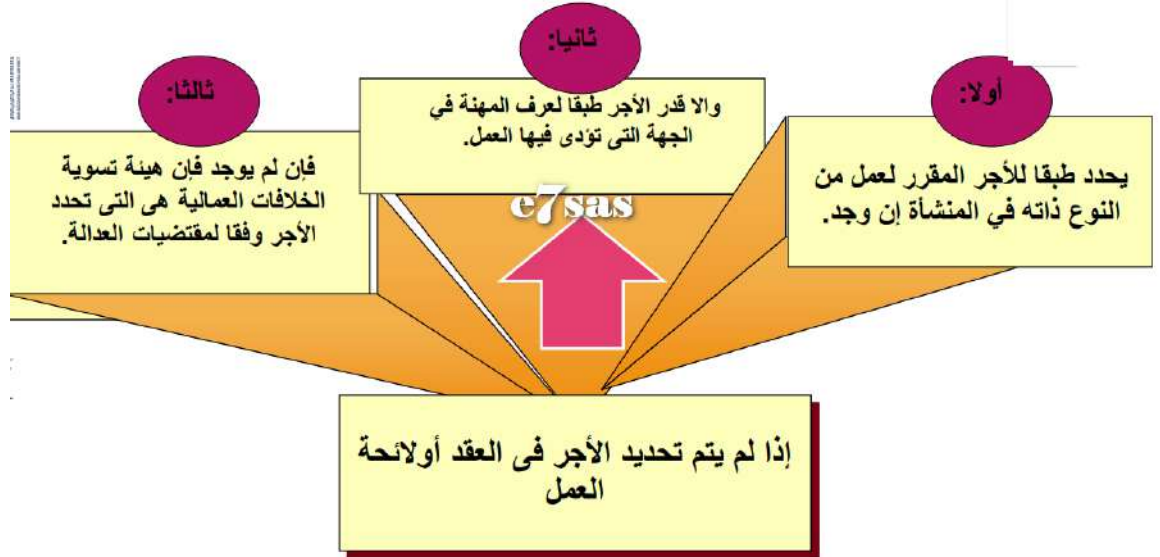 أولا:
يحدد طبقا للأجر المقرر لعمل من
النوع ذاته في المنشأة إن وجد.
ثانيا:
والا قدر الأجر طبقا لعرف المهنة في
الجهة التى تؤدى فيها العمل.
ثالثا:
فإن لم يوجد فإن هيئة تسوية
الخلافات العمالية هى التى تحدد
الأجر وفقا لمقتضيات العدالة.
e7sas
إذا لم يتم تحديد الأجر فى العقد أولائحة
العمل